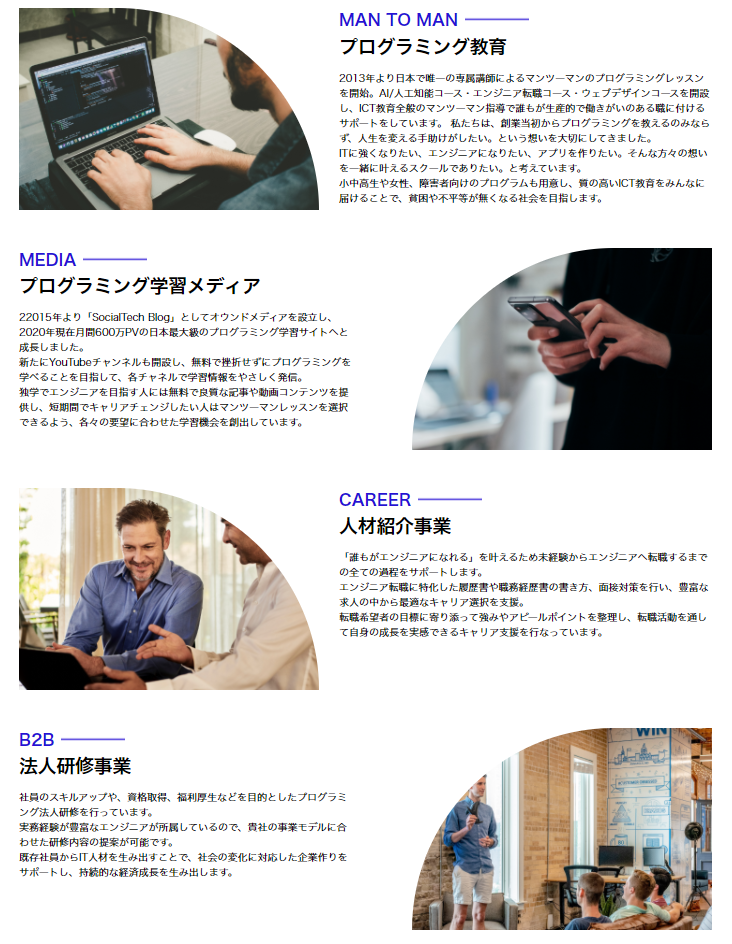 MAN TO MAN
プログラミング教育
2013年より日本で唯一の専属講師によるマンツーマンのプログラミングレッスン
を開始。AI/人工知能コース・エンジニア転職コース・ウェブデザインコースを開設
し、ICT教育全般のマンツーマン指導で誰もが生産的で働きがいのある職に付ける
サポートをしています。 私たちは、創業当初からプログラミングを教えるのみなら
ず、人生を変える手助けがしたい。という想いを大切にしてきました。
ITに強くなりたい、エンジニアになりたい、アプリを作りたい。そんな方々の想い
を一緒に叶えるスクールでありたい。と考えています。
小中高生や女性、障害者向けのプログラムも用意し、質の高いICT教育をみんなに
届けることで、貧困や不平等が無くなる社会を目指します。
MEDIA
プログラミング学習メディア
22015年より「SocialTech Blog」としてオウンドメディアを設立し、
2020年現在月間600万PVの日本最大級のプログラミング学習サイトへと
成長しました。
新たにYouTubeチャンネルも開設し、無料で挫折せずにプログラミングを
学べることを目指して、各チャネルで学習情報をやさしく発信。
独学でエンジニアを目指す人には無料で良質な記事や動画コンテンツを提
供し、短期間でキャリアチェンジしたい人はマンツーマンレッスンを選択
できるよう、各々の要望に合わせた学習機会を創出しています。
CAREER
人材紹介事業
「誰もがエンジニアになれる」を叶えるため未経験からエンジニアへ転職するまで
の全ての過程をサポートします。
エンジニア転職に特化した履歴書や職務経歴書の書き方、面接対策を行い、豊富な
求人の中から最適なキャリア選択を支援。
転職希望者の目標に寄り添って強みやアピールポイントを整理し、転職活動を通し
て自身の成長を実感できるキャリア支援を行なっています。
B2B
法人研修事業
社員のスキルアップや、資格取得、福利厚生などを目的としたプログラミ
ング法人研修を行っています。
実務経験が豊富なエンジニアが所属しているので、貴社の事業モデルに合
わせた研修内容の提案が可能です。
既存社員からIT人材を生み出すことで、社会の変化に対応した企業作りを
サポートし、持続的な経済成長を生み出します。
WIN